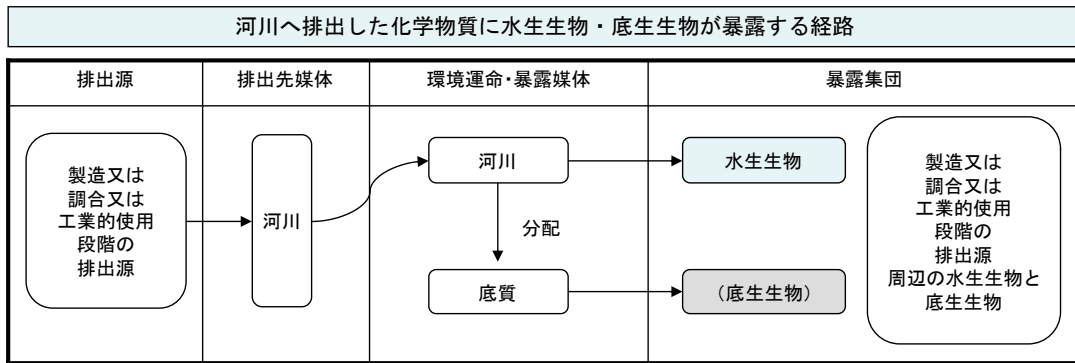 河川へ排出した化学物質に水生生物・底生生物が暴露する経路
排出源
排出先媒体
環境運命・暴露媒体
暴露集団
製造又は
調合又は
工業的使用
段階の
排出源
河川
河川
分配
底質
水生生物
（底生生物）
製造又は
調合又は
工業的使用
段階の
排出源
周辺の水生生物と
底生生物